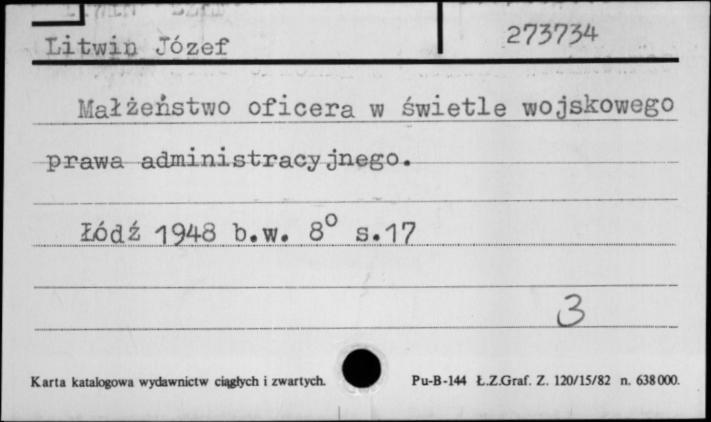 Litwin Józef 273734
Małżeństwo oficera w świetle wojskowego
prawa administracyjnego.
Łódź 1948 b.w. 8° s.17
3
Karta katalogowa wydawnictw ciągłych i zwartych. Pu-B-144 Ł.Z.Graf. Z. 120/15/82 n. 638000.